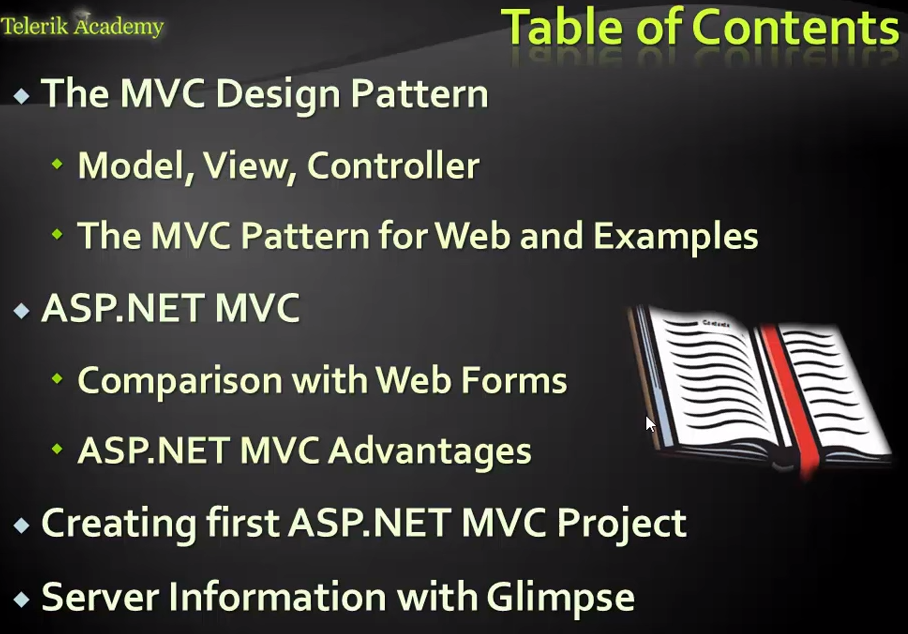 Telerik Academy
Table of Contents
The MVC Design Pattern
Model, View, Controller
The MVC Pattern for Web and Examples
ASP.NET MVC
Comparison with Web Forms
ASP.NET MVC Advantages
Creating first ASP.NET MVC Project
Server Information with Glimpse
Contents